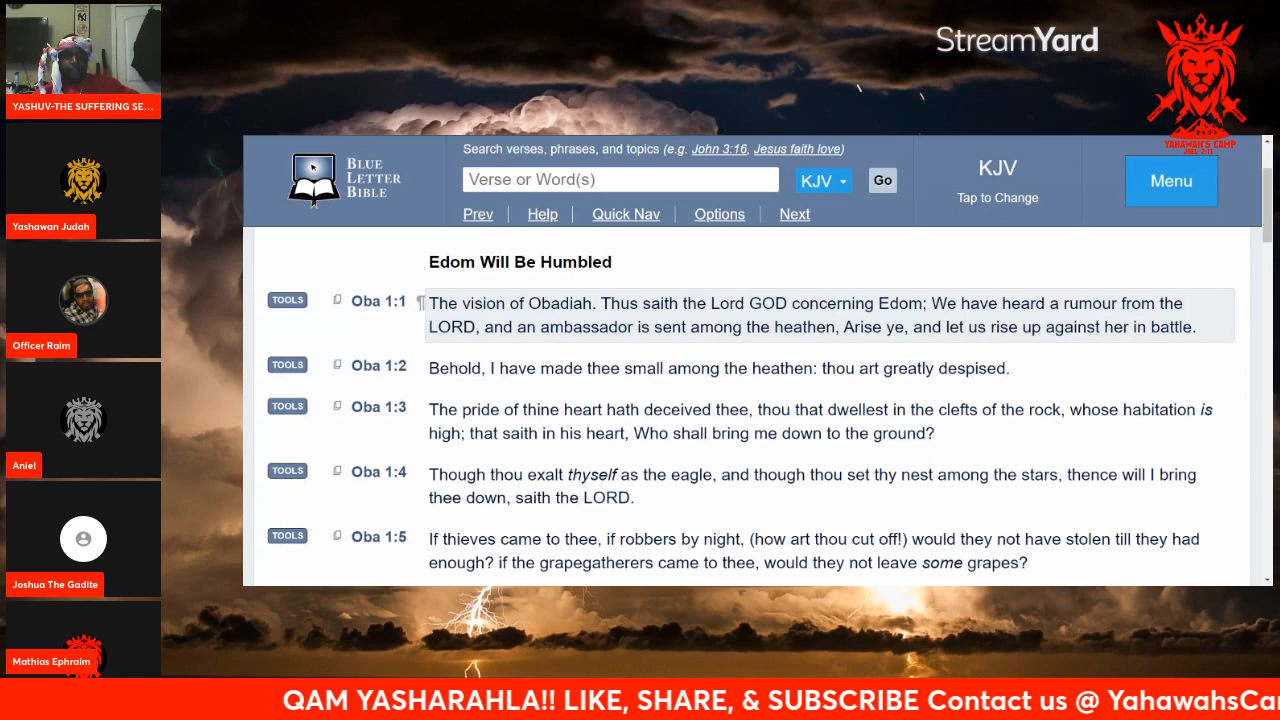 YASHUV-THE SUFFERING SE...
Yashawan Judah
Officer Raim
Aniel
Joshua The Gadite
Mathias Ephraim
StreamYard
YAHAWAH'S CAMP
JOEL 2:11
BLUE
LETTER
BIBLE
Search verses, phrases, and topics (e.g. John 3:16, Jesus faith love)
Verse or Word(s)
KJV
Go
Prev
Help
Quick Nav
Options
Next
KJV
Tap to Change
Menu
Edom Will Be Humbled
TOOLS Oba 1:1 ¶ The vision of Obadiah. Thus saith the Lord GOD concerning Edom; We have heard a rumour from the
LORD, and an ambassador is sent among the heathen, Arise ye, and let us rise up against her in battle.
TOOLS Oba 1:2 Behold, I have made thee small among the heathen: thou art greatly despised.
TOOLS Oba 1:3 The pride of thine heart hath deceived thee, thou that dwellest in the clefts of the rock, whose habitation is
high; that saith in his heart, Who shall bring me down to the ground?
TOOLS Oba 1:4 Though thou exalt thyself as the eagle, and though thou set thy nest among the stars, thence will I bring
thee down, saith the LORD.
TOOLS Oba 1:5 If thieves came to thee, if robbers by night, (how art thou cut off!) would they not have stolen till they had
enough? if the grapegatherers came to thee, would they not leave some grapes?
QAM YASHARAHLA!! LIKE, SHARE, & SUBSCRIBE Contact us @ YahawahsCa